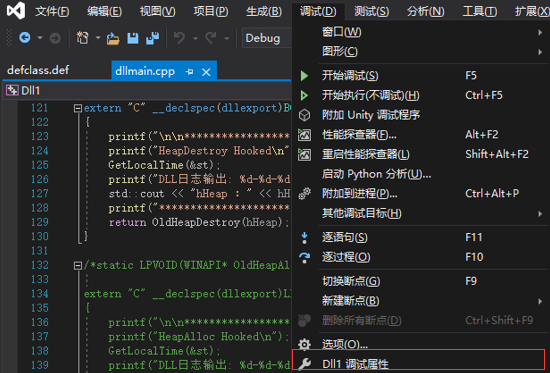 文件(F) 编辑(E) 视图(V) 项目(P) 生成(B) 调试(D) 测试(S) 分析(N) 工具(T) 扩展(X)
Debug
defclass.def dllmain.cpp
Dll1
121 extern "C" __declspec(dllexport)BO
122 {
123 printf("\n\n******************
124 printf("HeapDestroy Hooked\n"
125 GetLocalTime(&st);
126 printf("DLL日志输出: %d-%d-%d
127 std::cout << "hHeap : " << hH
128 printf("*********************
129 return OldHeapDestroy(hHeap);
130 }
131
132 /*static LPVOID(WINAPI* OldHeapAl
133
134 extern "C" __declspec(dllexport)L
135 {
136 printf("\n\n******************
137 printf("HeapAlloc Hooked\n");
138 GetLocalTime(&st);
139 printf("DLL日志输出: %d-%d-%d
窗口(W)
图形(C)
开始调试(S) F5
开始执行(不调试)(H) Ctrl+F5
附加 Unity 调试程序
性能探查器(F)... Alt+F2
重启性能探查器(L) Shift+Alt+F2
启动 Python 分析(U)...
附加到进程(P)... Ctrl+Alt+P
其他调试目标(H)
逐语句(S) F11
逐过程(O) F10
切换断点(G) F9
新建断点(B)
删除所有断点(D) Ctrl+Shift+F9
选项(O)...
Dll1 调试属性